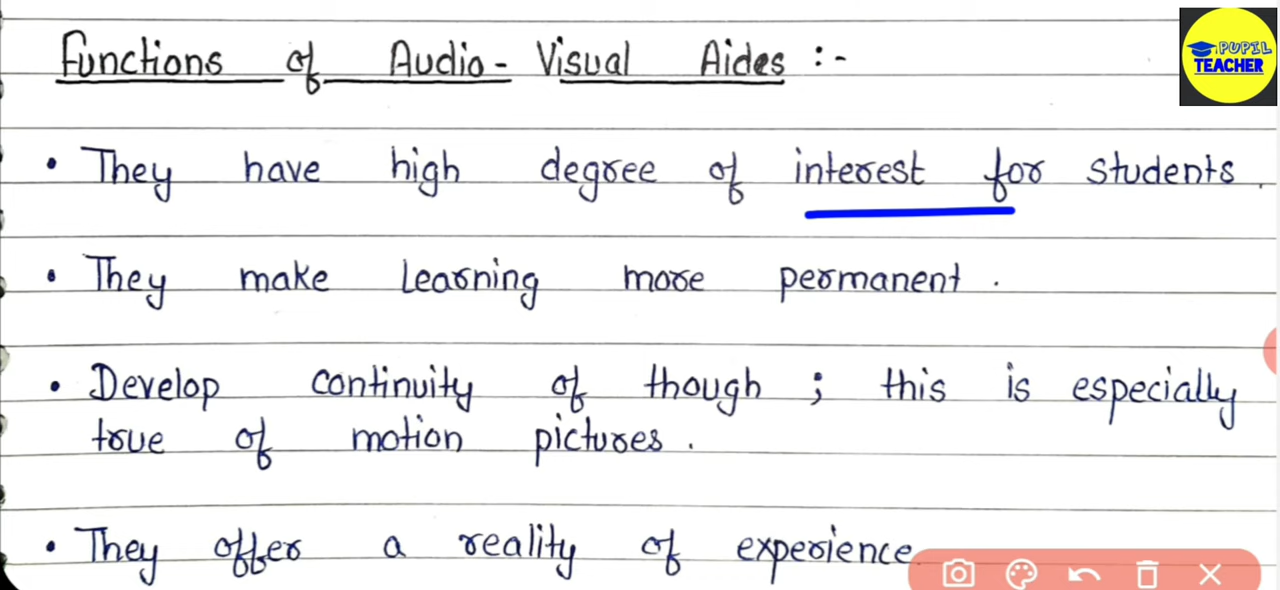 Functions of Audio-Visual Aides :-
PUPIL
TEACHER
• They have high degree of interest for students.
• They make learning more permanent.
• Develop continuity of though ; this is especially
true of motion pictures.
• They offer a reality of experience.